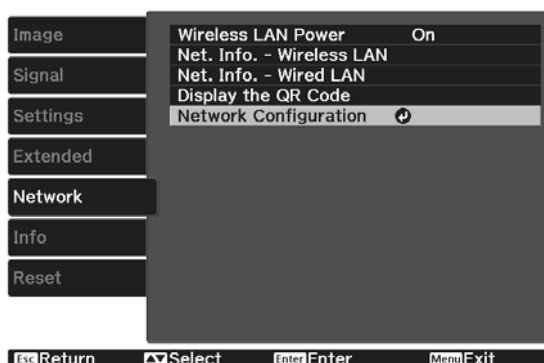 Image
Signal
Settings
Extended
Network
Info
Reset
Wireless LAN Power On
Net. Info. - Wireless LAN
Net. Info. - Wired LAN
Display the QR Code
Network Configuration
Esc Return Select Enter Enter Menu Exit